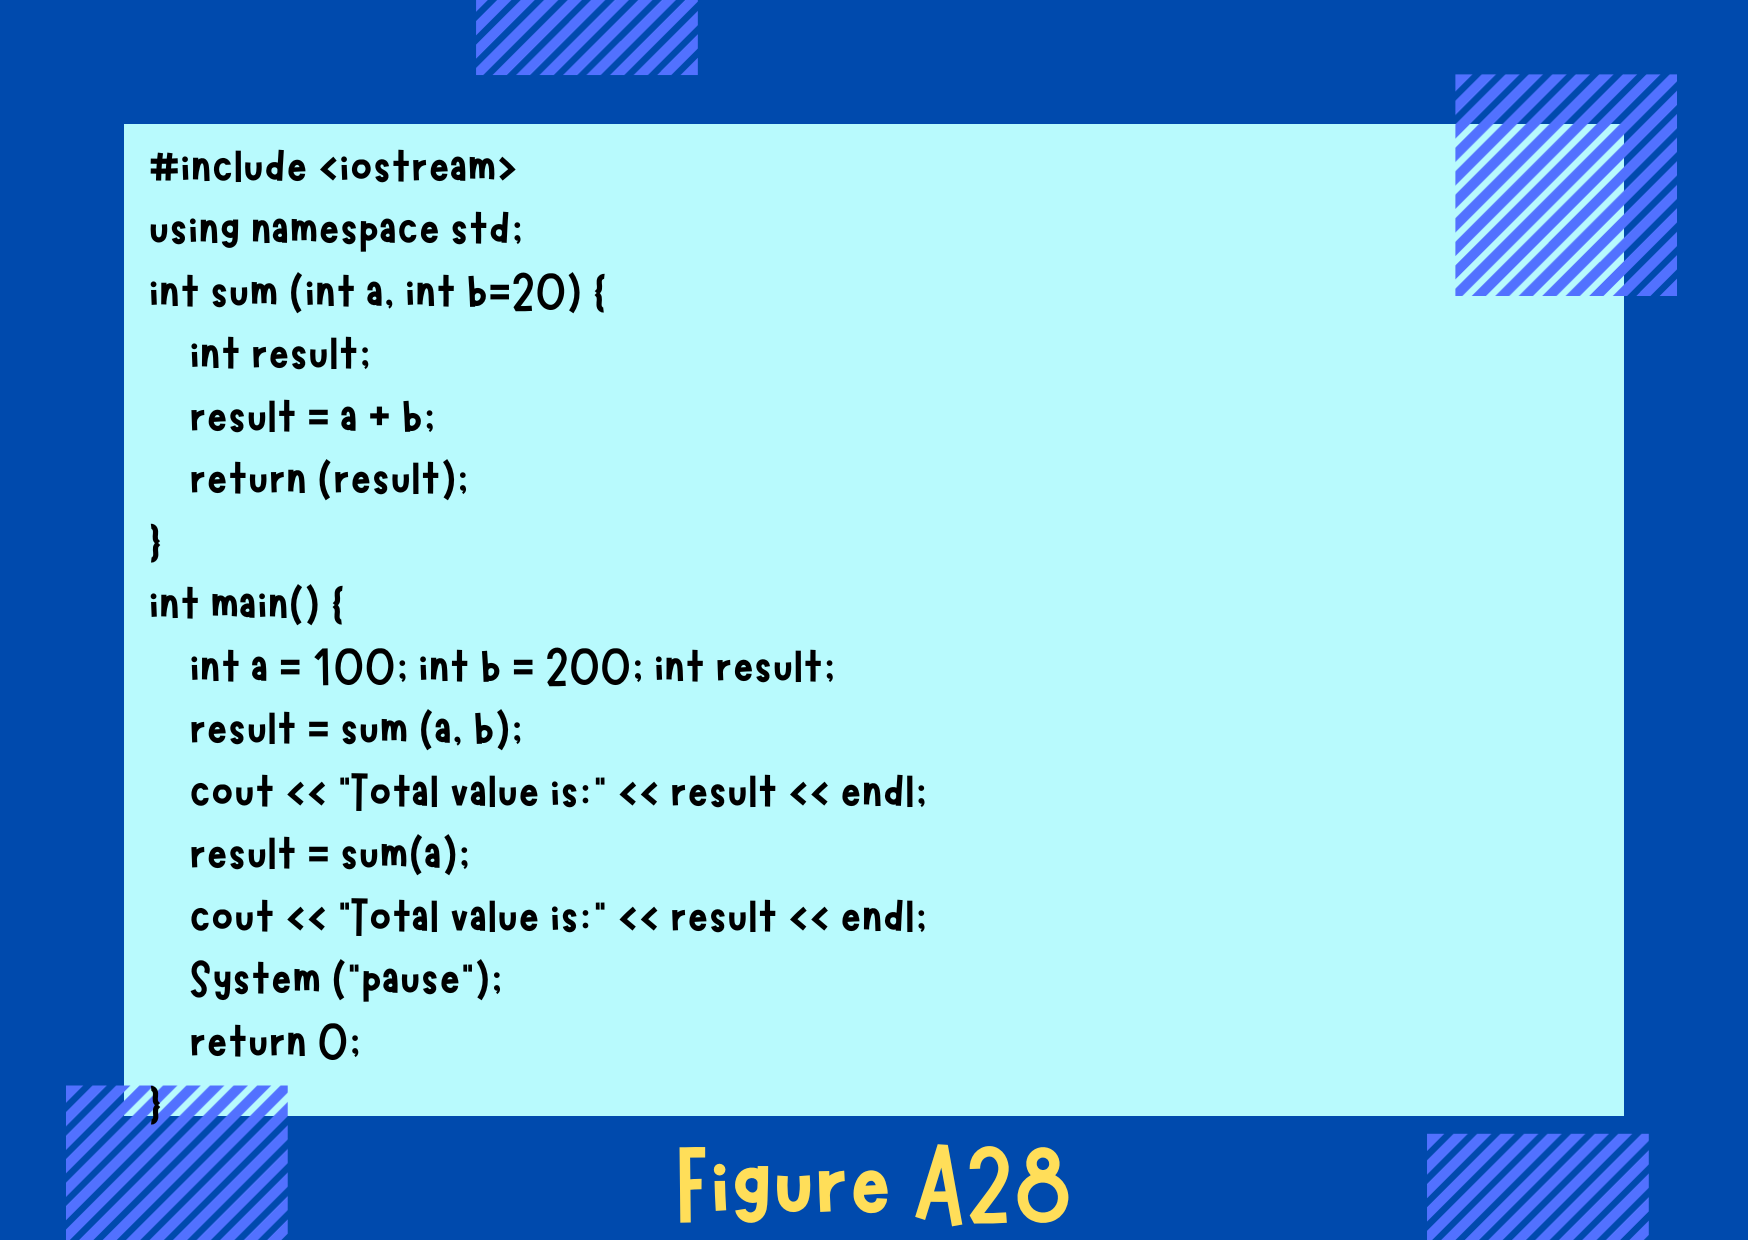 #include <iostream>
using namespace std;
int sum (int a, int b=20) {
int result;
result = a + b;
return (result);
}
int main() {
int a = 100; int b = 200; int result;
result = sum (a, b);
cout << "Total value is:" << result << endl;
result = sum(a);
cout << "Total value is:" << result << endl;
System ("pause");
return 0;
}
Figure A28